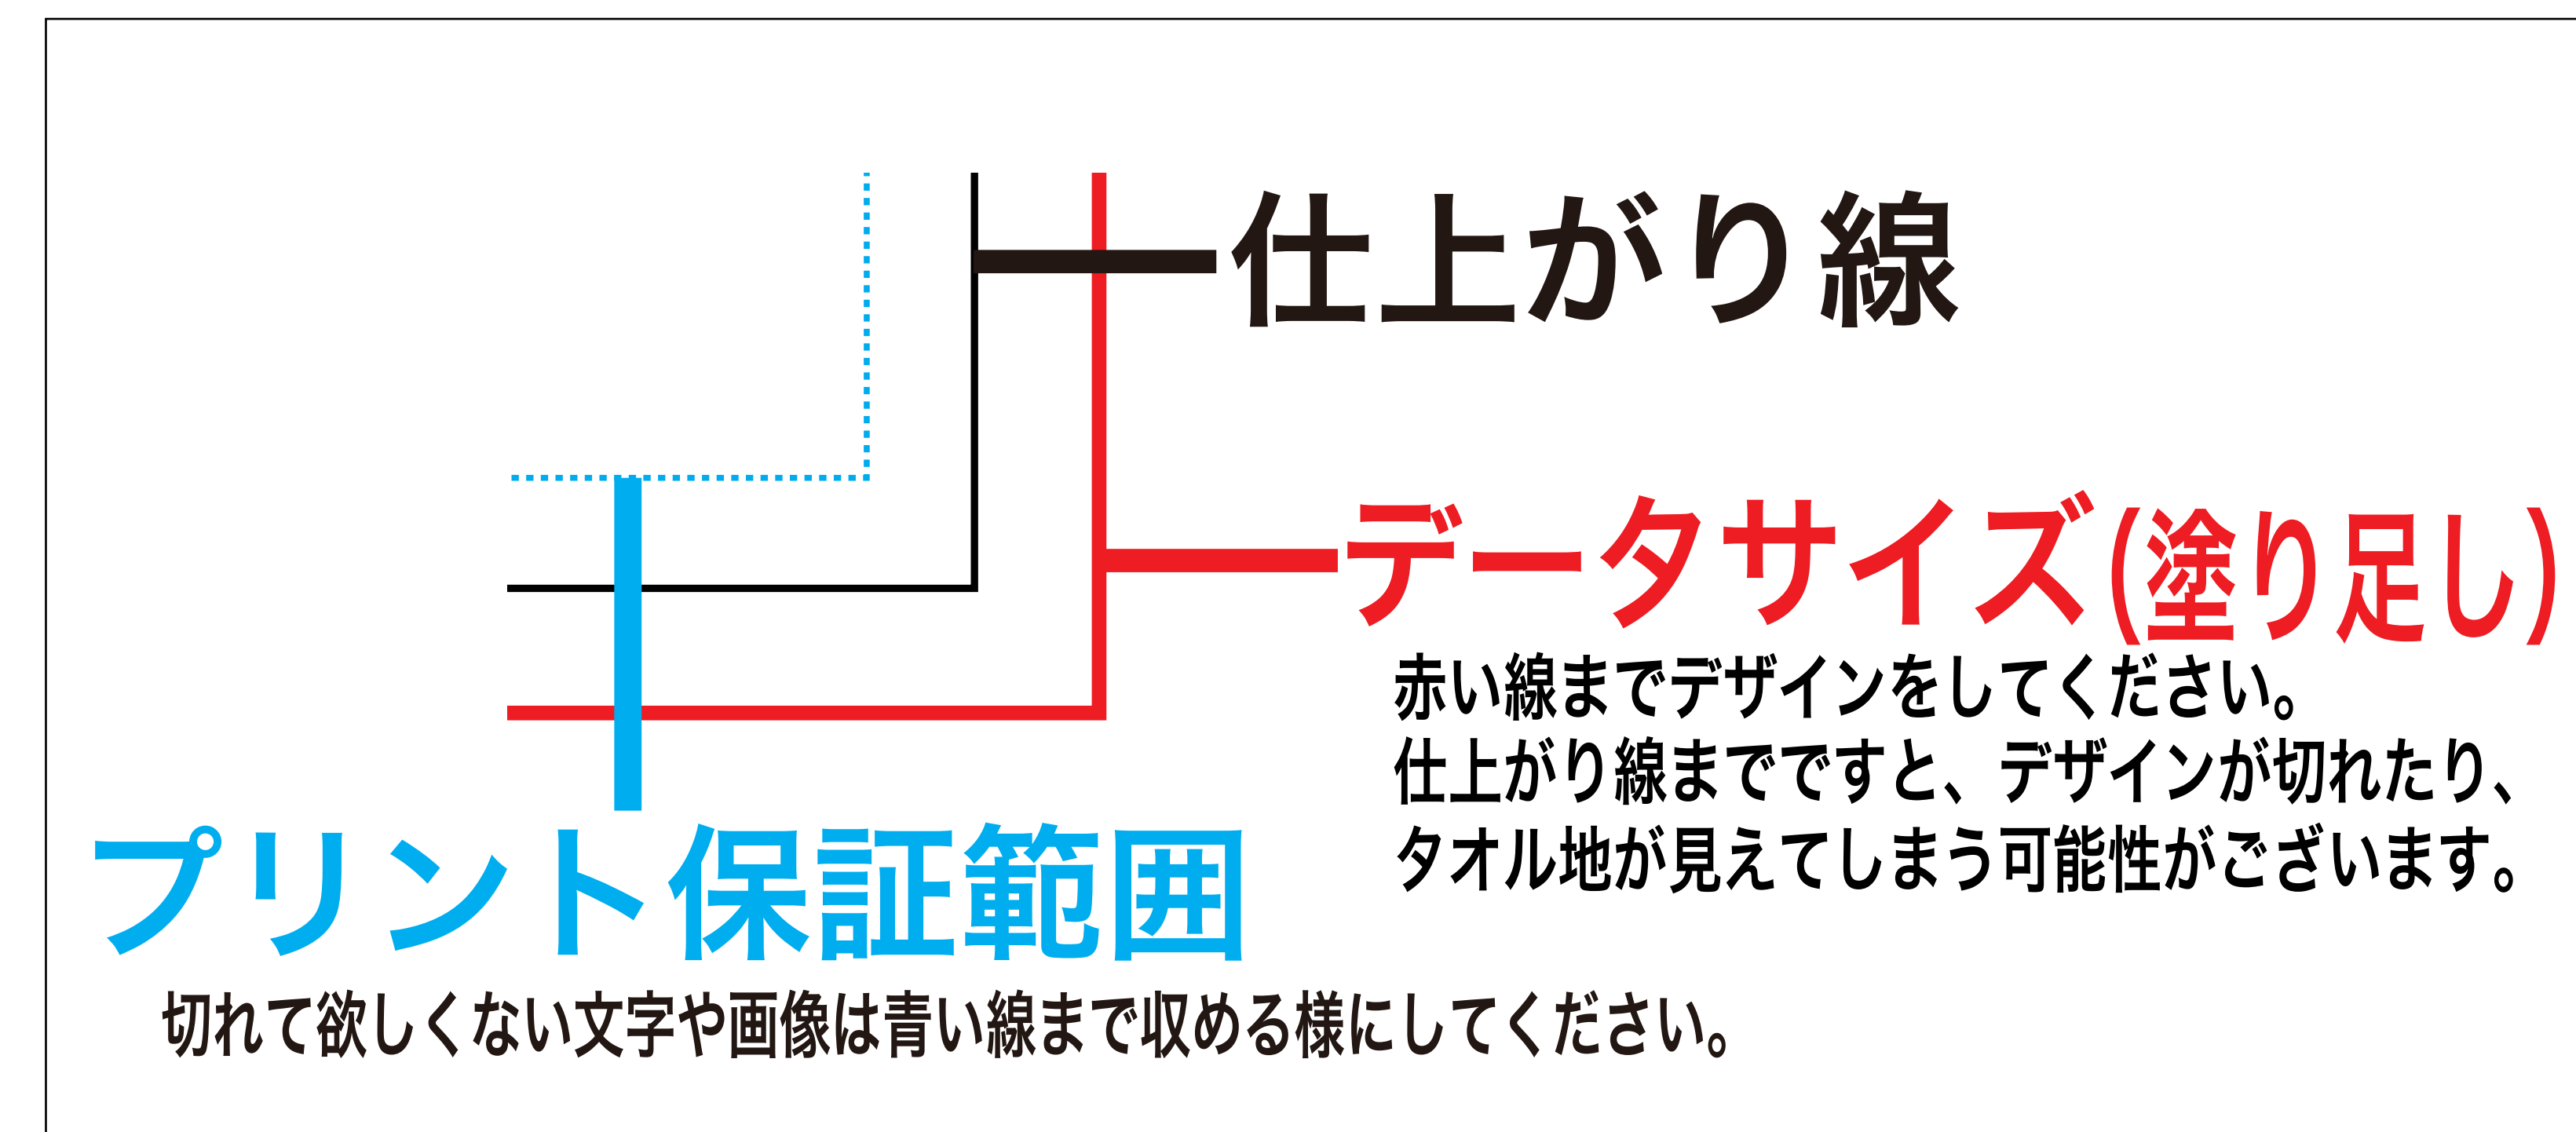 仕上がり線
データサイズ(塗り足し)
赤い線までデザインをしてください。
仕上がり線まででですと、デザインが切れたり、
タオル地が見えてしまう可能性がございます。
プリント保証範囲
切れて欲しくない文字や画像は青い線まで収める様にしてください。